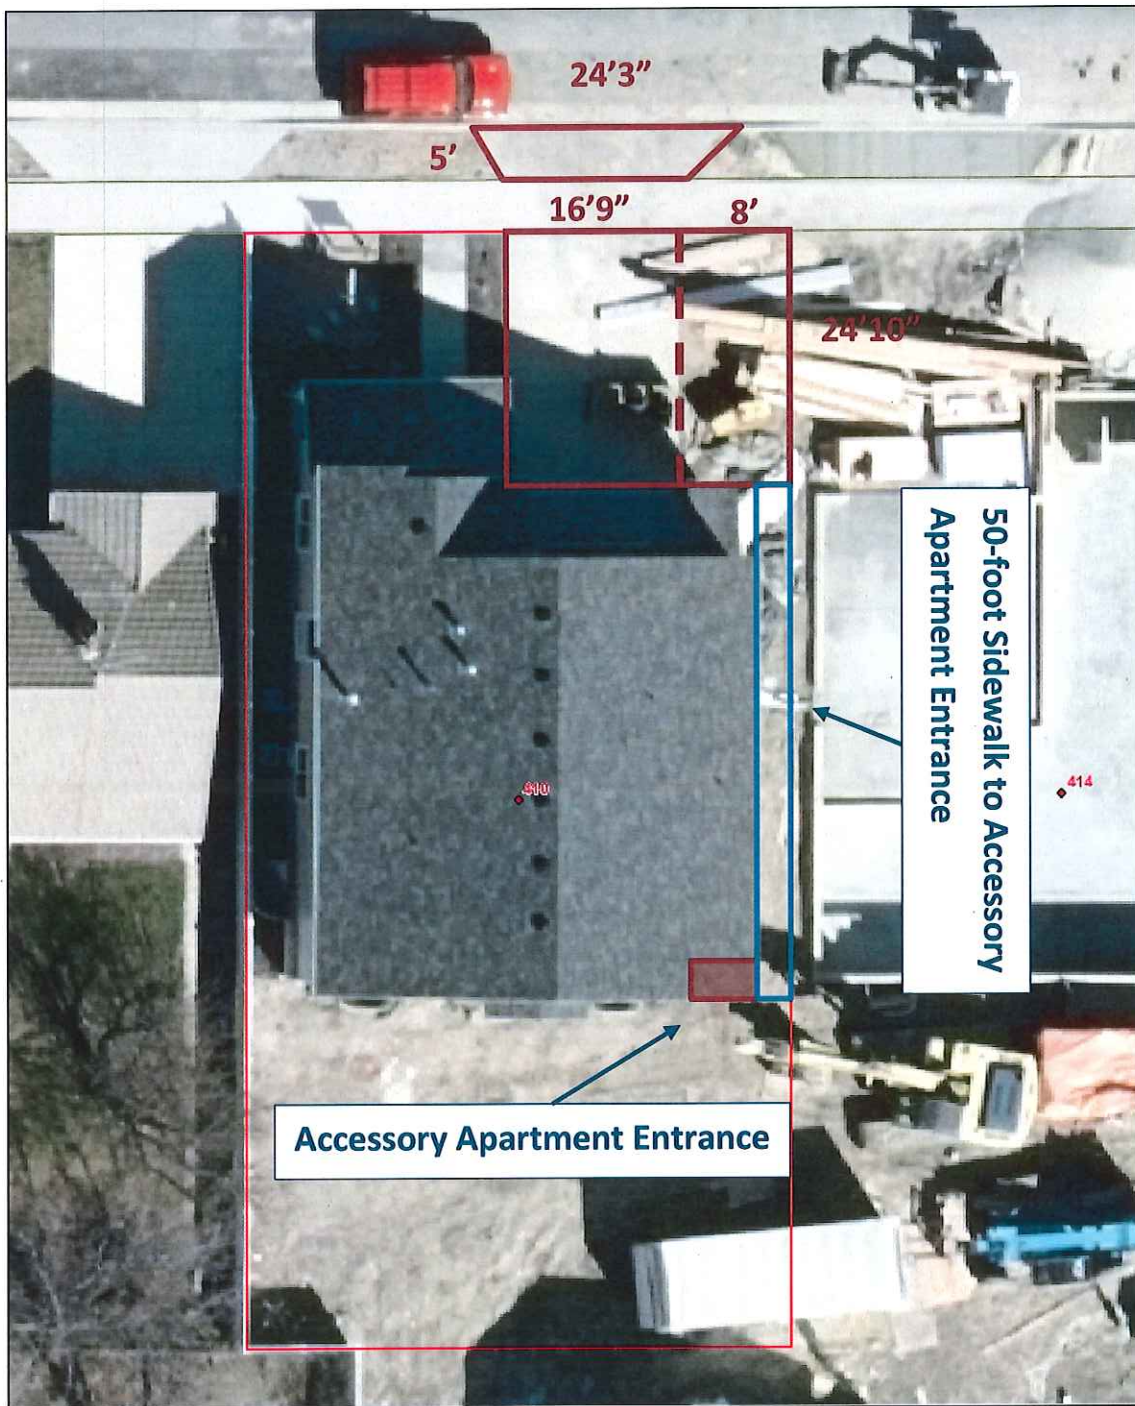 24’3”
5’
16’9”
8’
24’10”
50-foot Sidewalk to Accessory
Apartment Entrance
410
414
Accessory Apartment Entrance